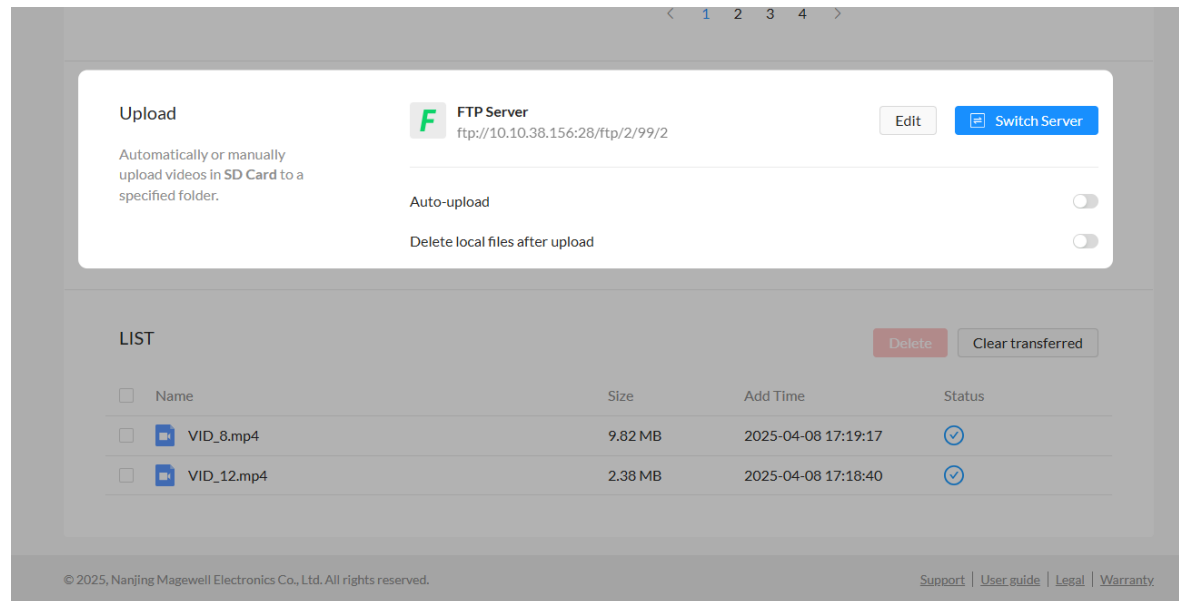 < 1 2 3 4 >
Upload
Automatically or manually
upload videos in SD Card to a
specified folder.
F
FTP Server
ftp://10.10.38.156:28/ftp/2/99/2
Edit
Switch Server
Auto-upload
Delete local files after upload
LIST
Delete
Clear transferred
Name Size Add Time Status
VID_8.mp4 9.82 MB 2025-04-08 17:19:17
VID_12.mp4 2.38 MB 2025-04-08 17:18:40
© 2025, Nanjing Magewell Electronics Co., Ltd. All rights reserved.
Support | User guide | Legal | Warranty